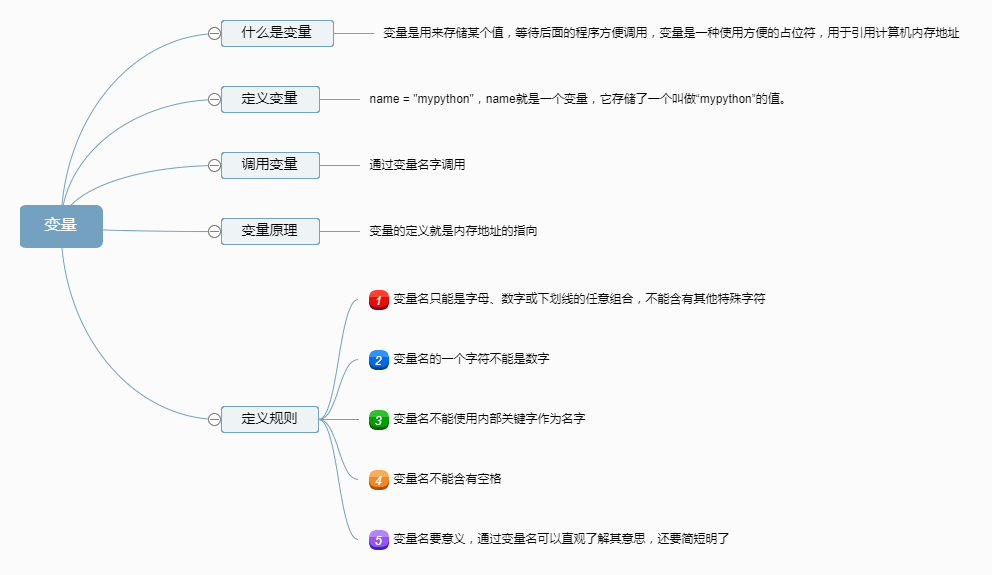 什么是变量
变量是用来存储某个值，等待后面的程序方便调用，变量是一种使用方便的占位符，用于引用计算机内存地址
定义变量
name = "mypython"，name就是一个变量，它存储了一个叫做“mypython”的值。
调用变量
通过变量名字调用
变量
变量原理
变量的定义就是内存地址的指向
定义规则
1 变量名只能是字母、数字或下划线的任意组合，不能含有其他特殊字符
2 变量名的一个字符不能是数字
3 变量名不能使用内部关键字作为名字
4 变量名不能含有空格
5 变量名要意义，通过变量名可以直观了解其意思，还要简短明了